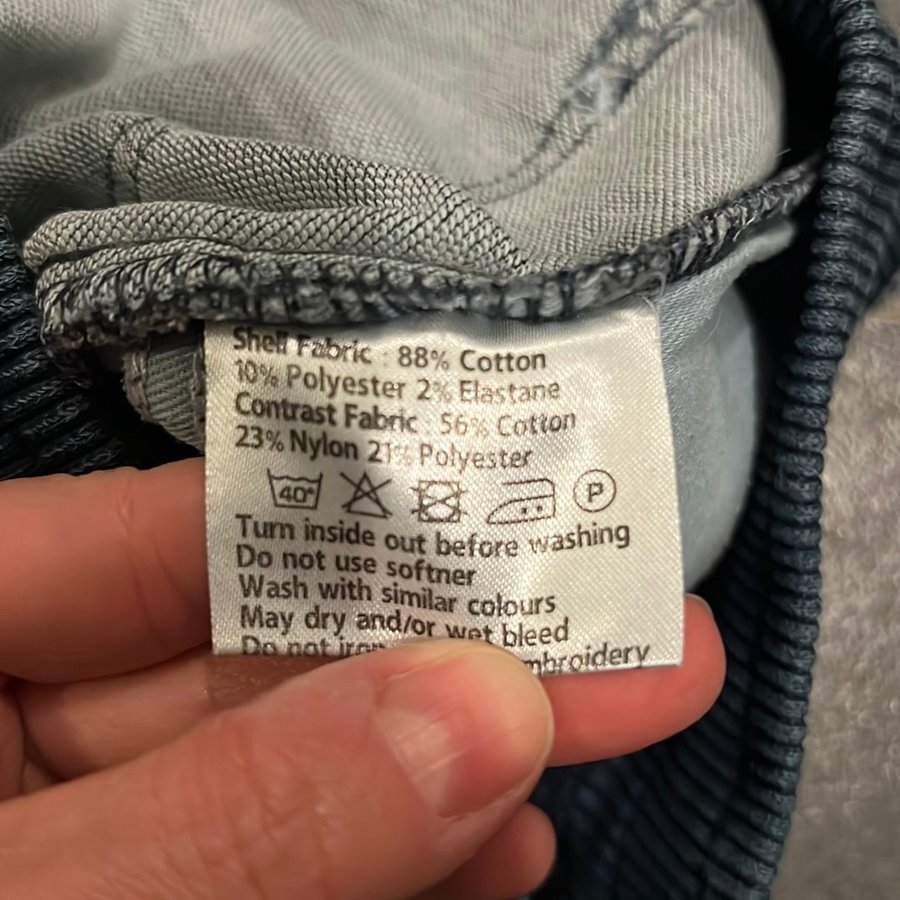 Shell Fabric : 88% Cotton
10% Polyester 2% Elastane
Contrast Fabric : 56% Cotton
23% Nylon 21% Polyester
40° P
Turn inside out before washing
Do not use softner
Wash with similar colours
May dry and/or wet bleed
Do not iron